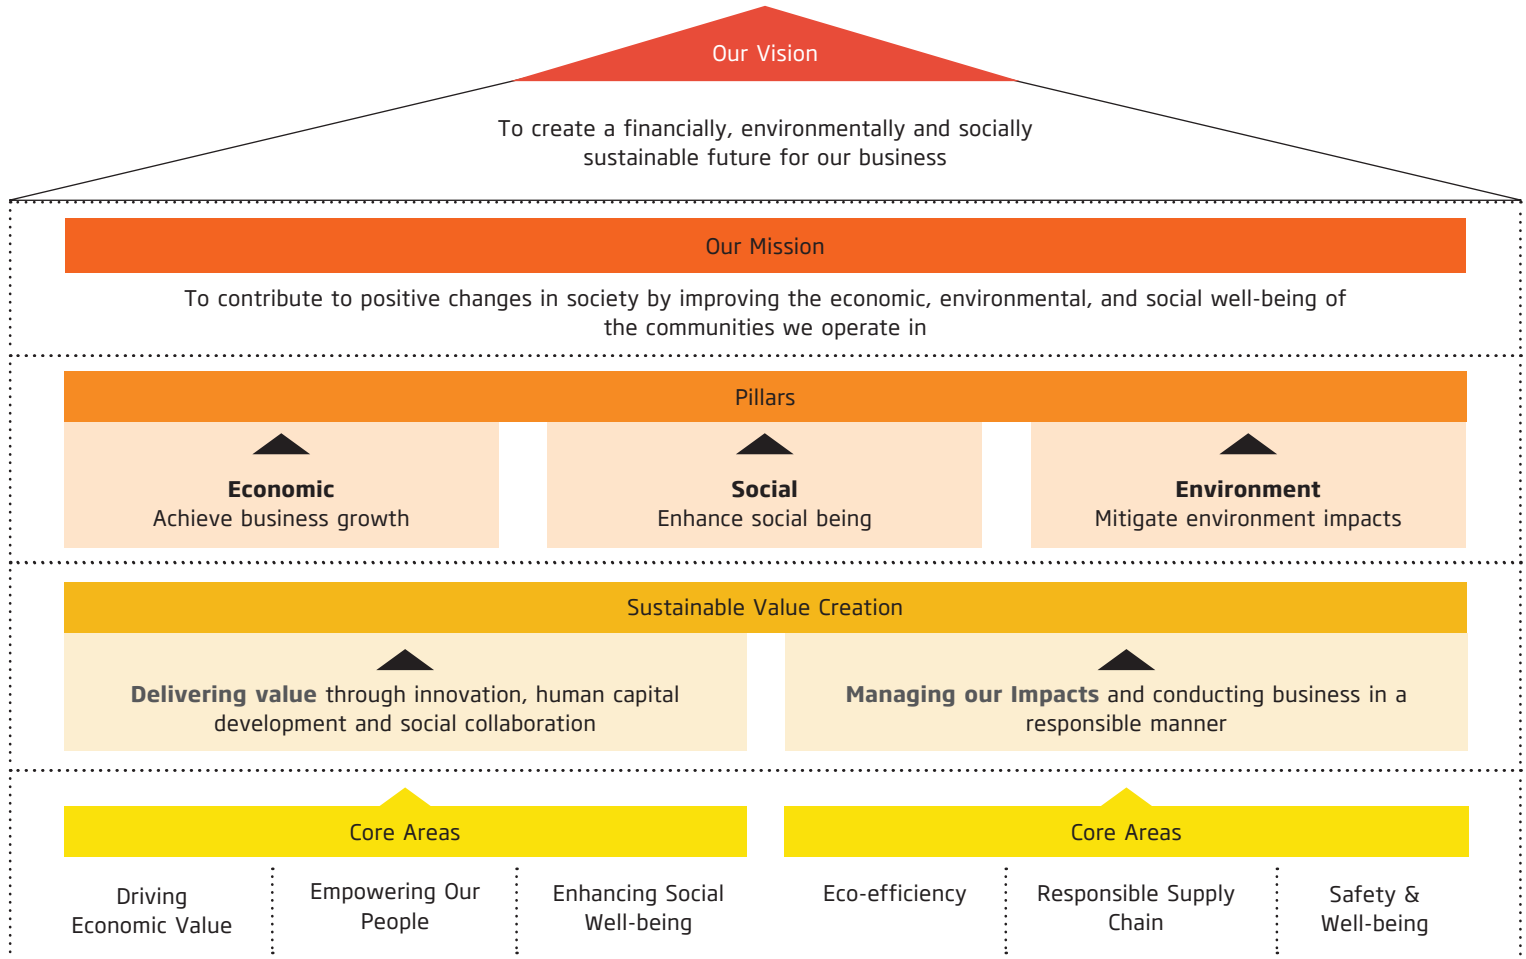 Our Vision
To create a financially, environmentally and socially
sustainable future for our business
Our Mission
To contribute to positive changes in society by improving the economic, environmental, and social well-being of
the communities we operate in
Pillars
Economic
Achieve business growth
Social
Enhance social being
Environment
Mitigate environment impacts
Sustainable Value Creation
Delivering value through innovation, human capital
development and social collaboration
Managing our Impacts and conducting business in a
responsible manner
Core Areas
Driving
Economic Value
Empowering Our
People
Enhancing Social
Well-being
Core Areas
Eco-efficiency
Responsible Supply
Chain
Safety &
Well-being